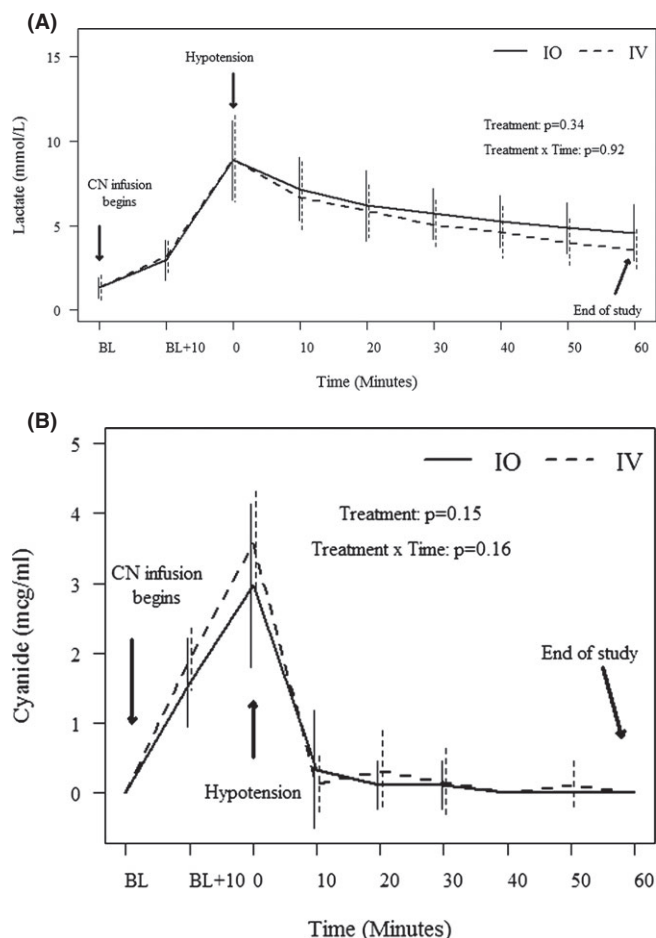 (A)
15
10
5
0
Lactate (mmol/L)
Hypotension
IO
IV
Treatment: p=0.34
Treatment x Time: p=0.92
CN infusion
begins
End of study
BL
BL+10
0
10
20
30
40
50
60
Time (Minutes)
(B)
5
4
3
2
1
0
Cyanide (mcg/ml)
IO
IV
Treatment: p=0.15
Treatment x Time: p=0.16
CN infusion
begins
End of study
Hypotension
BL
BL+10
0
10
20
30
40
50
60
Time (Minutes)